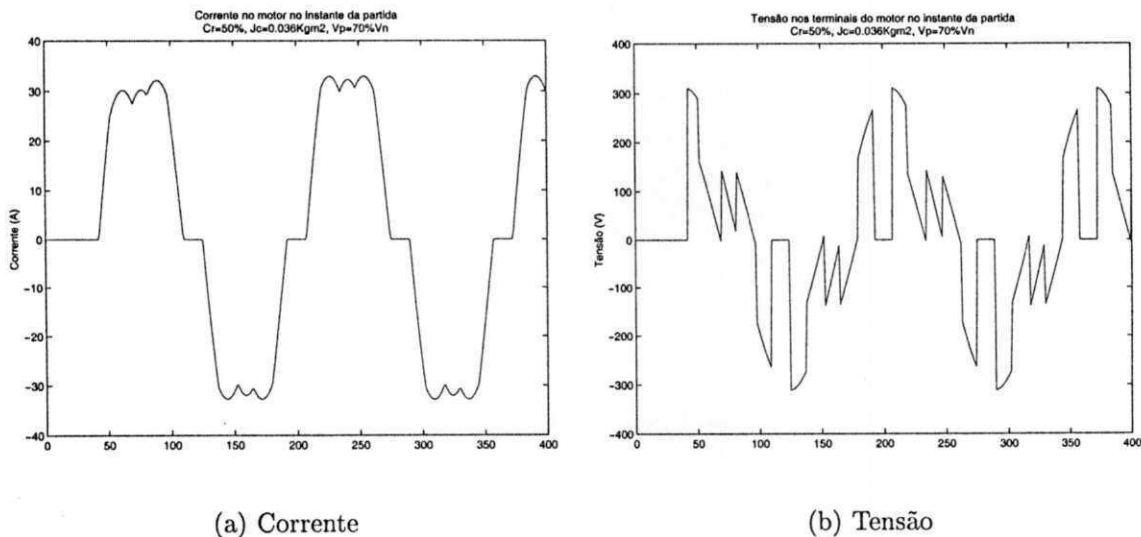 Corrente no motor no instante da partida
Cr=50%, Jc=0.036Kgm2, Vp=70%Vn
40
30
20
10
0
-10
-20
-30
-40
Corrente (A)
0 50 100 150 200 250 300 350 400
(a) Corrente
Tensão nos terminais do motor no instante da partida
Cr=50%, Jc=0.036Kgm2, Vp=70%Vn
400
300
200
100
0
-100
-200
-300
-400
Tensão (V)
0 50 100 150 200 250 300 350 400
(b) Tensão